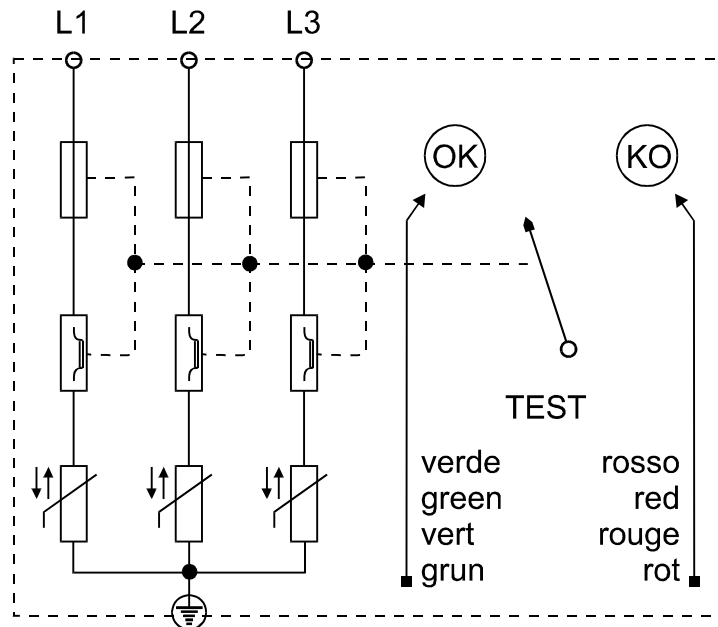 L1 L2 L3
OK KO
TEST
verde rosso
green red
vert rouge
grun rot